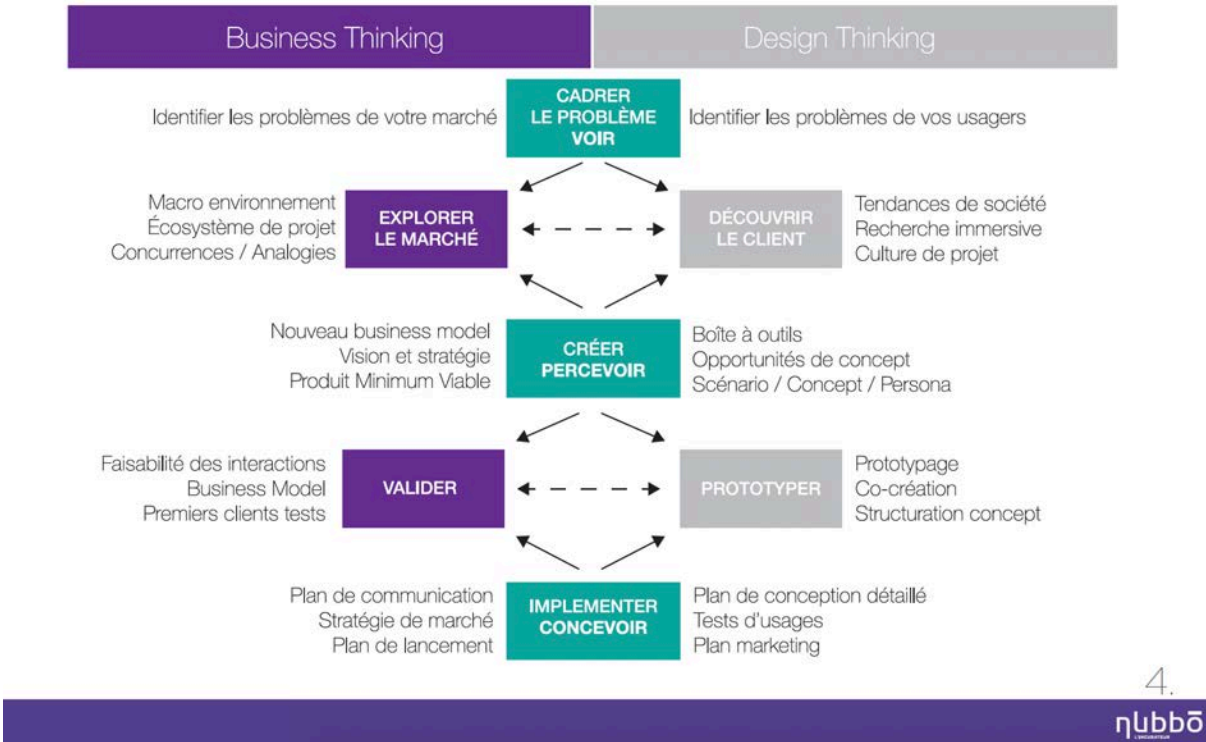 Business Thinking
Design Thinking
Identifier les problèmes de votre marché
CADRER
LE PROBLÈME
VOIR
Identifier les problèmes de vos usagers
Macro environnement
Écosystème de projet
Concurrences / Analogies
EXPLORER
LE MARCHÉ
DÉCOUVRIR
LE CLIENT
Tendances de société
Recherche immersive
Culture de projet
Nouveau business model
Vision et stratégie
Produit Minimum Viable
CRÉER
PERCEVOIR
Boîte à outils
Opportunités de concept
Scénario / Concept / Persona
Faisabilité des interactions
Business Model
Premiers clients tests
VALIDER
PROTOTYPER
Prototypage
Co-création
Structuration concept
Plan de communication
Stratégie de marché
Plan de lancement
IMPLEMENTER
CONCEVOIR
Plan de conception détaillé
Tests d'usages
Plan marketing
4.
nubbō
L'INCUBATEUR